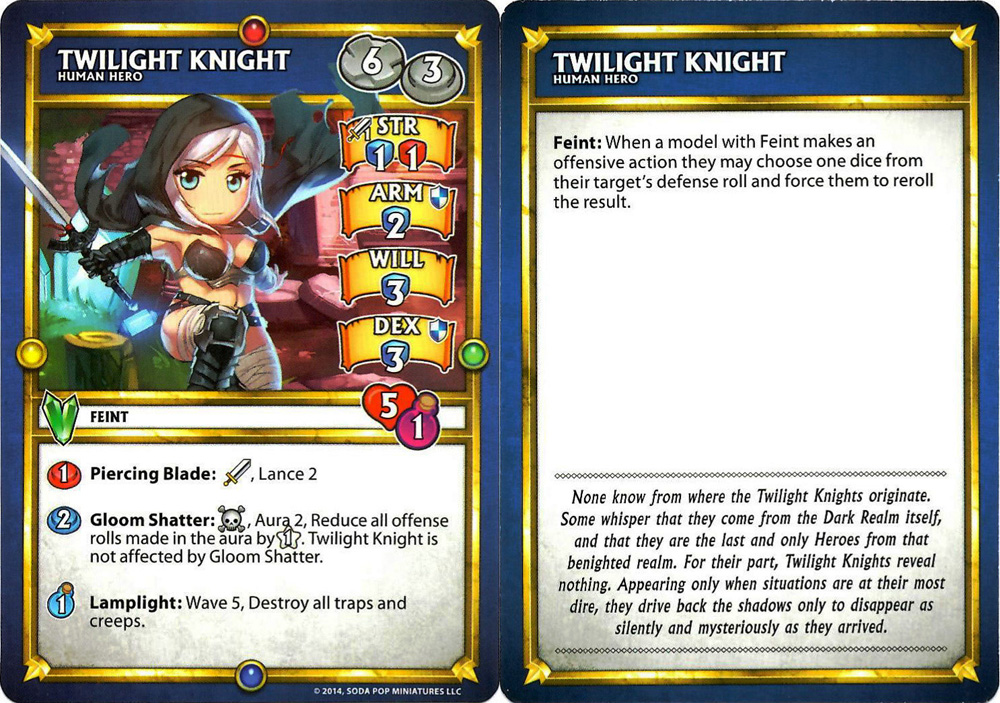 TWILIGHT KNIGHT
HUMAN HERO
6
3
STR
1 1
ARM
2
WILL
3
DEX
3
FEINT
5
1
1 Piercing Blade: , Lance 2
2 Gloom Shatter: , Aura 2, Reduce all offense
rolls made in the aura by 1. Twilight Knight is
not affected by Gloom Shatter.
1 Lamplight: Wave 5, Destroy all traps and
creeps.
© 2014, SODA POP MINIATURES LLC
TWILIGHT KNIGHT
HUMAN HERO
Feint: When a model with Feint makes an
offensive action they may choose one dice from
their target's defense roll and force them to reroll
the result.
None know from where the Twilight Knights originate.
Some whisper that they come from the Dark Realm itself,
and that they are the last and only Heroes from that
benighted realm. For their part, Twilight Knights reveal
nothing. Appearing only when situations are at their most
dire, they drive back the shadows only to disappear as
silently and mysteriously as they arrived.